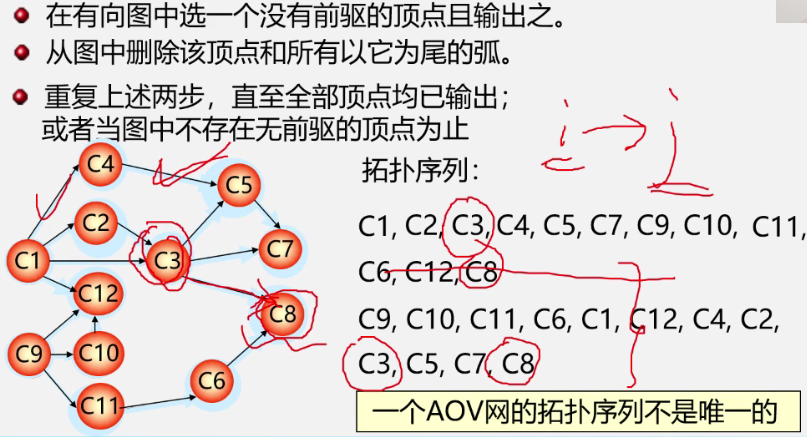 在有向图中选一个没有前驱的顶点且输出之。
从图中删除该顶点和所有以它为尾的弧。
重复上述两步，直至全部顶点均已输出；
或者当图中不存在无前驱的顶点为止
i → j
拓扑序列：
C1, C2, C3, C4, C5, C7, C9, C10, C11,
C6, C12, C8
C9, C10, C11, C6, C1, C12, C4, C2,
C3, C5, C7, C8
一个AOV网的拓扑序列不是唯一的
C4
C5
C2
C7
C1
C3
C12
C8
C9
C10
C6
C11